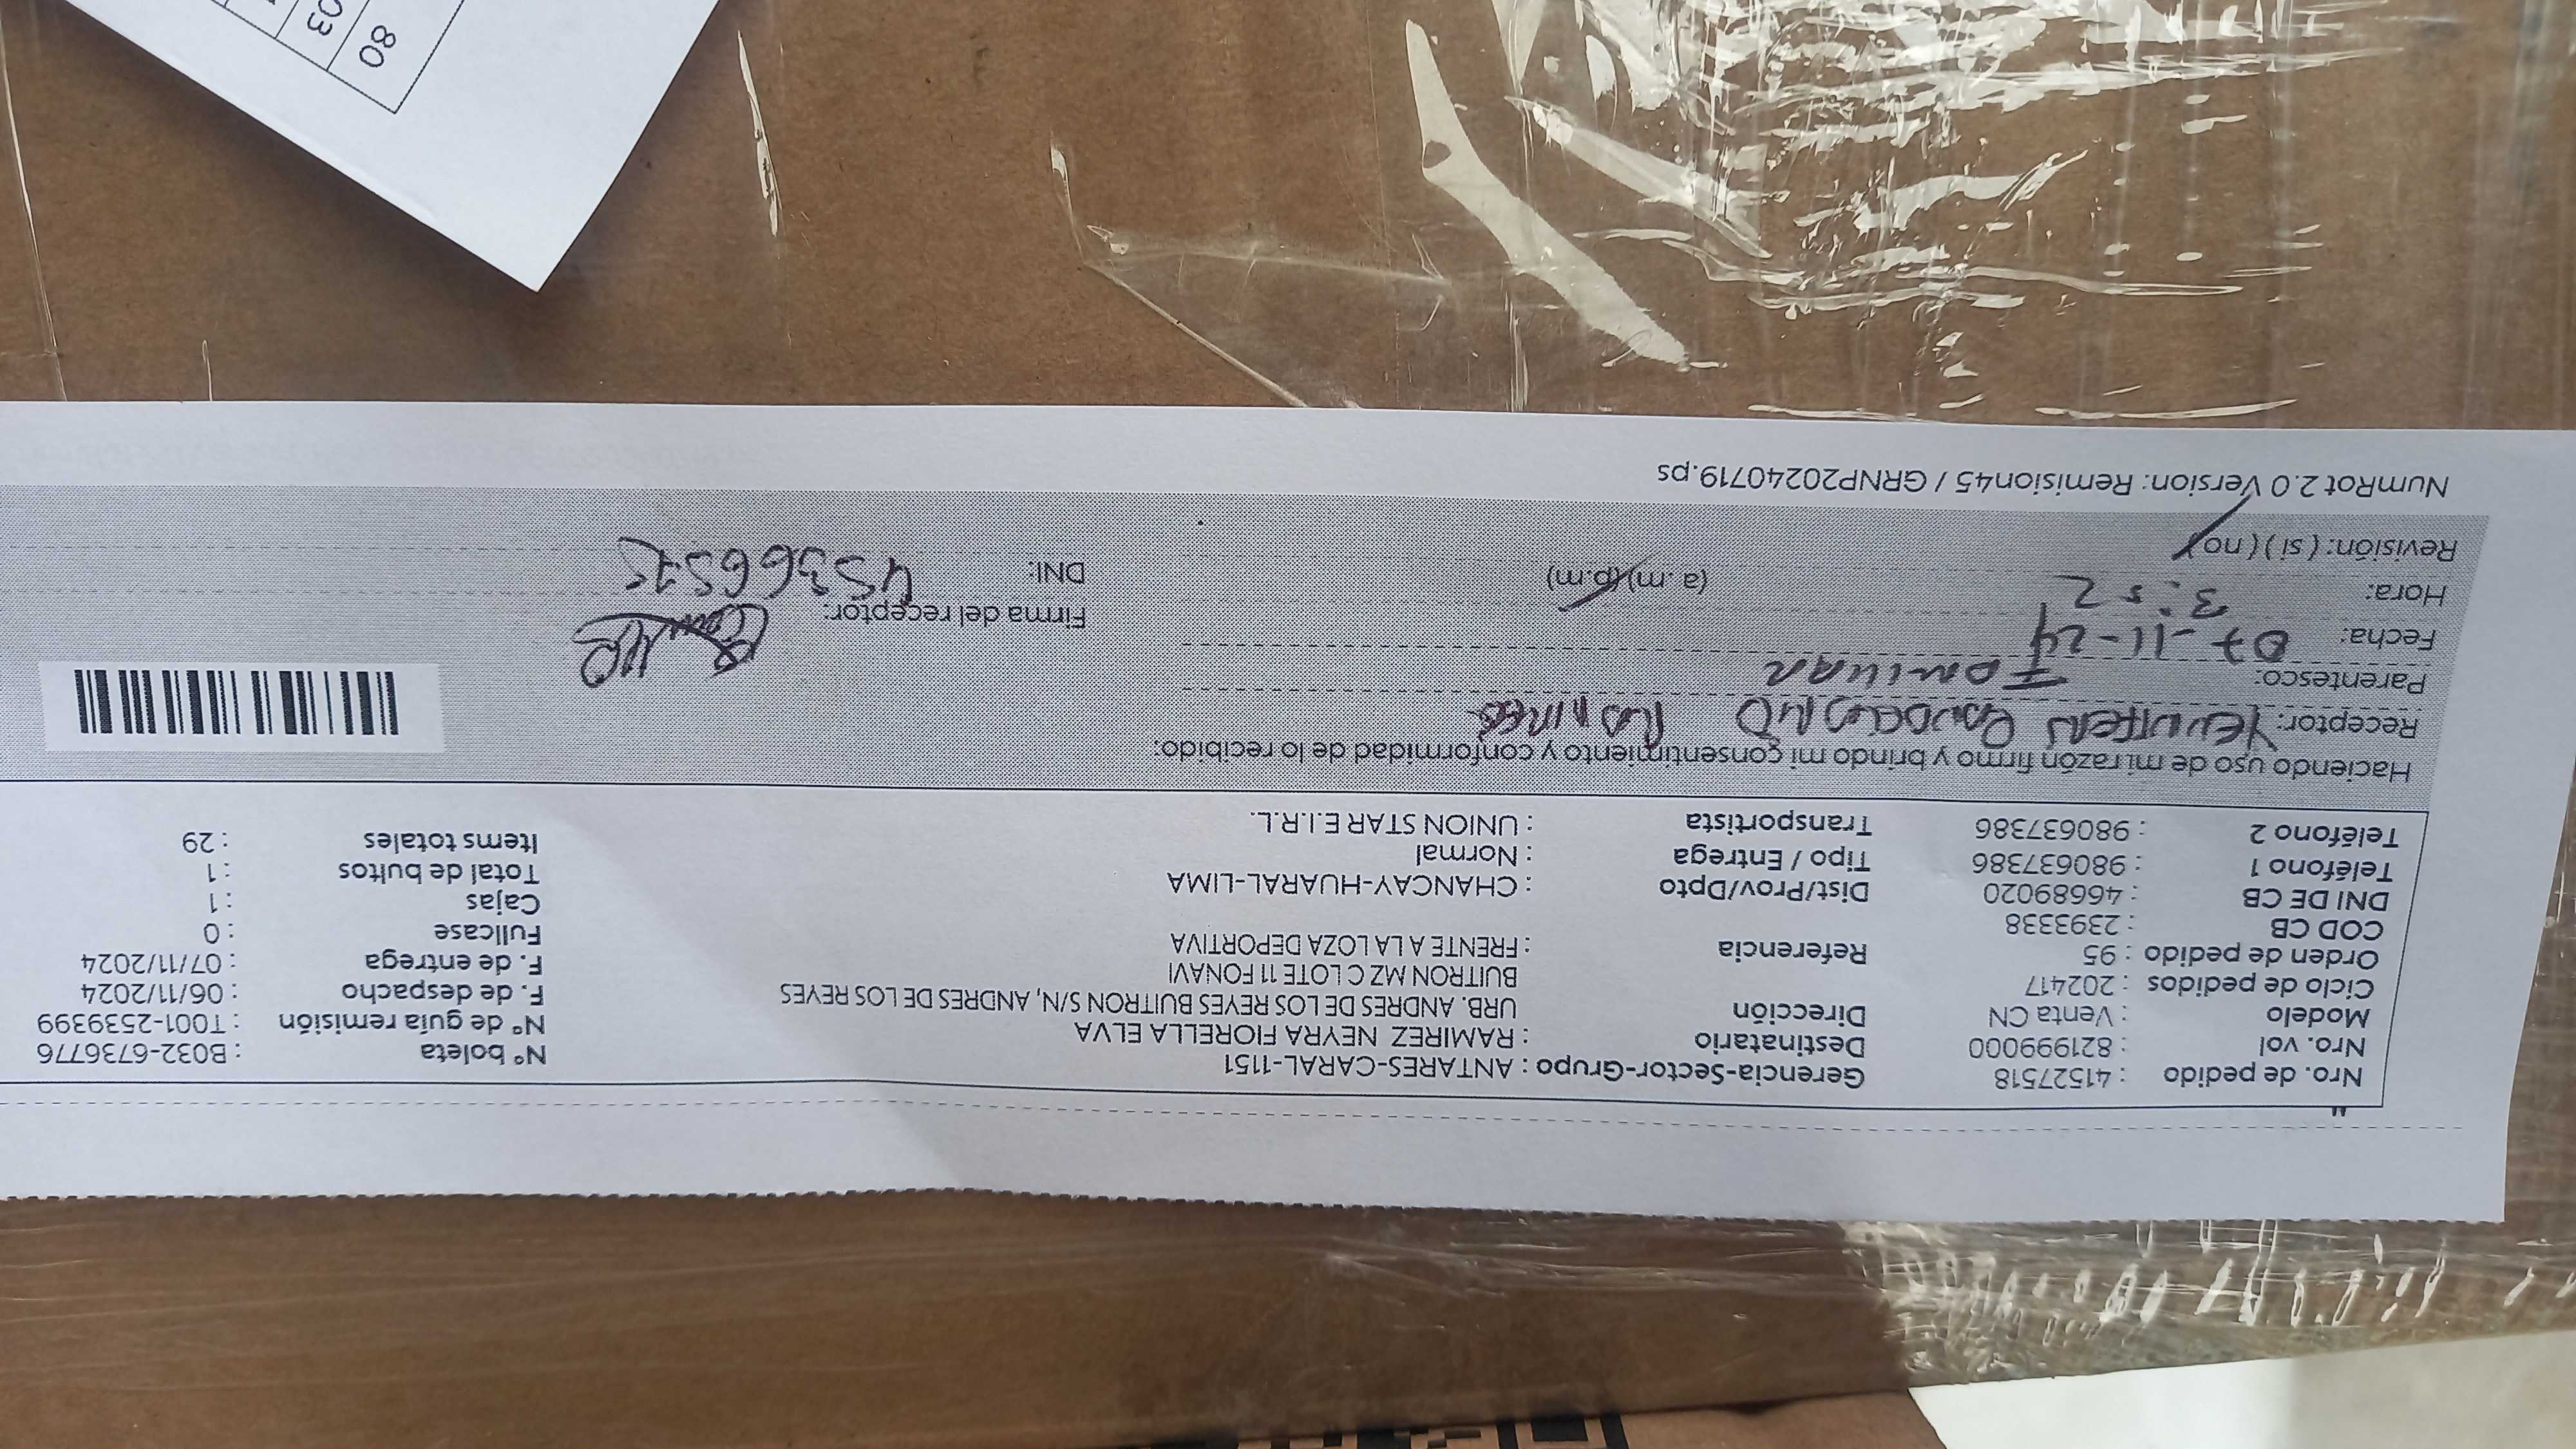 Nro. de pedido : 41527518 Gerencia-Sector-Grupo : ANTARES-CARAL-1151 N° boleta : B032-6736776
Nro. vol : 821999000 Destinatario : RAMIREZ NEYRA FIORELLA ELVA N° de guía remisión : T001-2539399
Modelo : Venta CN Dirección URB. ANDRES DE LOS REYES BUITRON S/N, ANDRES DE LOS REYES F. de despacho : 06/11/2024
Ciclo de pedidos : 202417 BUITRON MZ C LOTE 11 FONAVI F. de entrega : 07/11/2024
Orden de pedido : 95 Referencia : FRENTE A LA LOZA DEPORTIVA Fullcase : 0
COD CB : 2393338 Cajas : 1
DNI DE CB : 46689020 Dist/Prov/Dpto : CHANCAY-HUARAL-LIMA Total de bultos : 1
Teléfono 1 : 980637386 Tipo / Entrega : Normal Items totales : 29
Teléfono 2 : 980637386 Transportista : UNION STAR E.I.R.L.
Haciendo uso de mi razón firmo y brindo mi consentimiento y conformidad de lo recibido:
Receptor:
Parentesco: Familiar
Fecha: 07-11-24 Firma del receptor:
Hora: 3:52 (a.m) (p.m) DNI:
Revisión: (si) (no)
NumRot 2.0 Version: Remision45 / GRNP20240719.ps
80
03